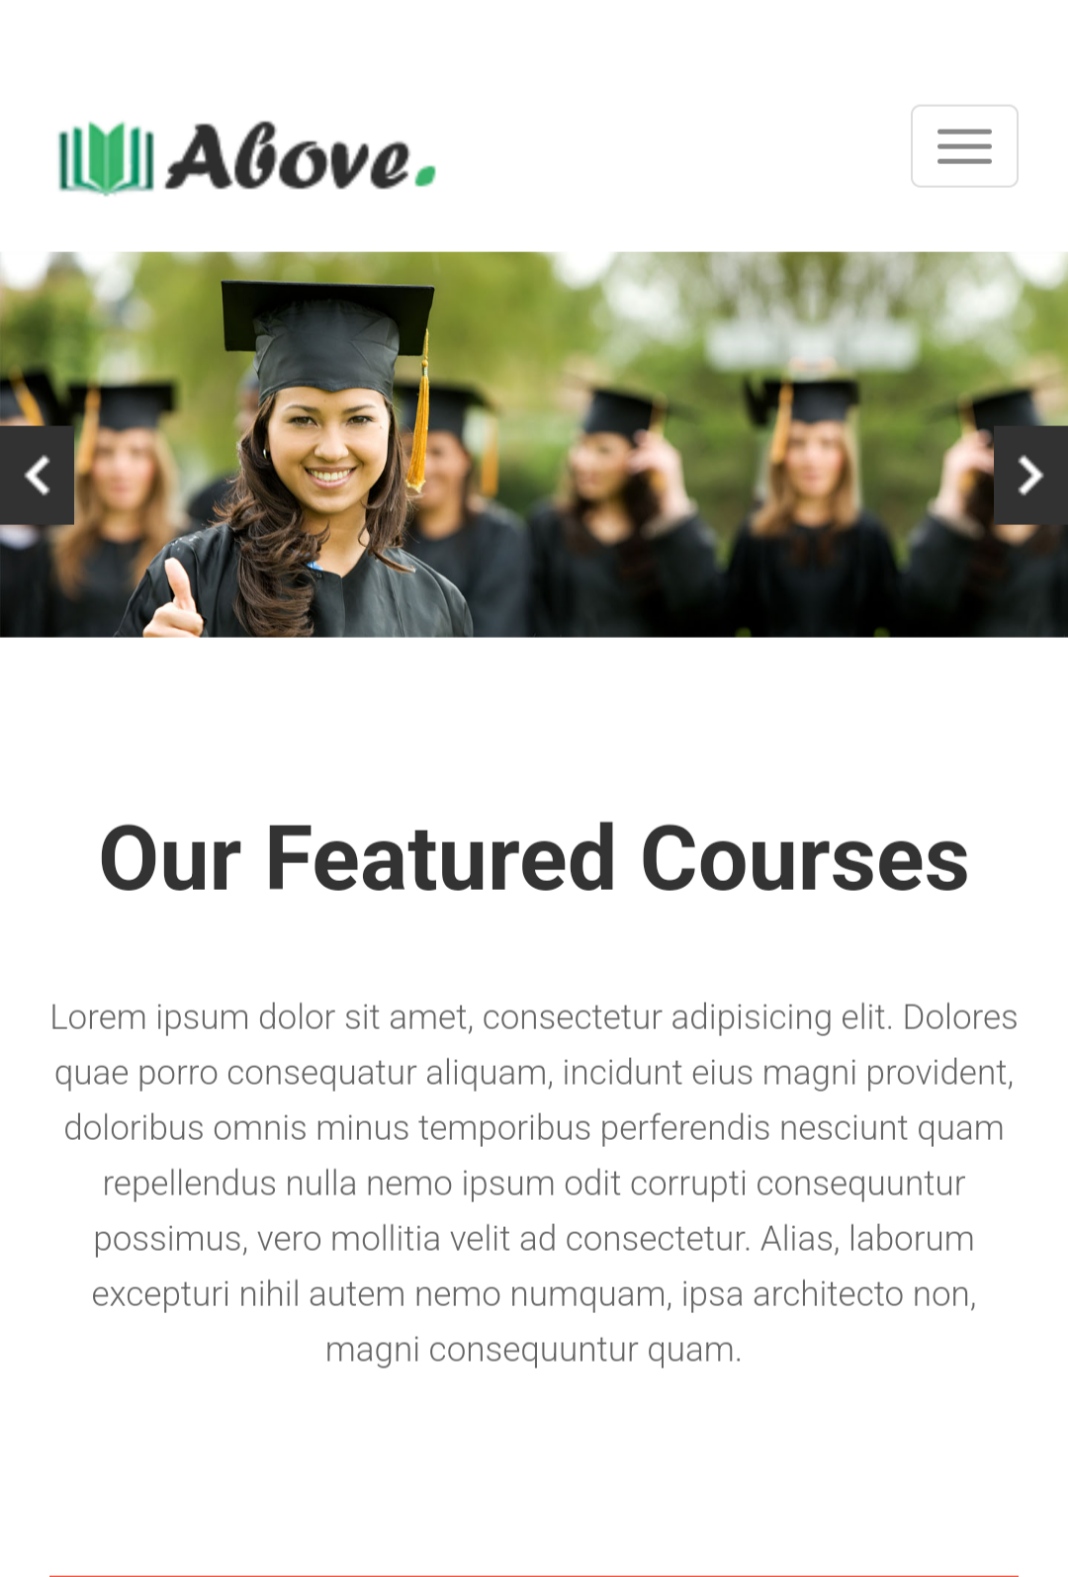 Above.
Our Featured Courses
Lorem ipsum dolor sit amet, consectetur adipisicing elit. Dolores
quae porro consequatur aliquam, incidunt eius magni provident,
doloribus omnis minus temporibus perferendis nesciunt quam
repellendus nulla nemo ipsum odit corrupti consequuntur
possimus, vero mollitia velit ad consectetur. Alias, laborum
excepturi nihil autem nemo numquam, ipsa architecto non,
magni consequuntur quam.